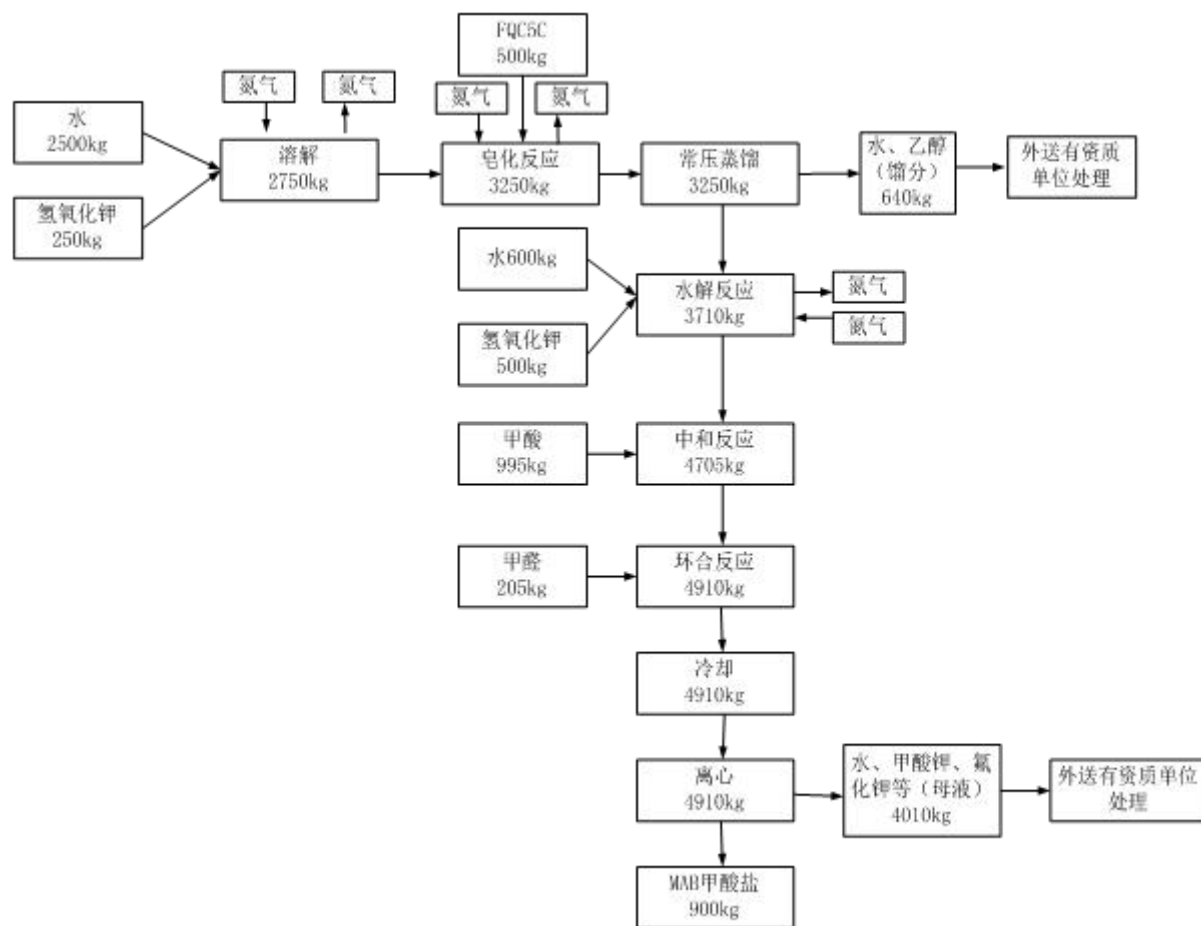 FQC5C
500kg
氮气
氮气
氮气
氮气
水
2500kg
溶解
2750kg
皂化反应
3250kg
常压蒸馏
3250kg
水、乙醇
（馏分）
640kg
外送有资质
单位处理
氢氧化钾
250kg
水600kg
水解反应
3710kg
氮气
氮气
氢氧化钾
500kg
甲酸
995kg
中和反应
4705kg
甲醛
205kg
环合反应
4910kg
冷却
4910kg
离心
4910kg
水、甲酸钾、氟
化钾等（母液）
4010kg
外送有资质单位
处理
MAB甲酸盐
900kg